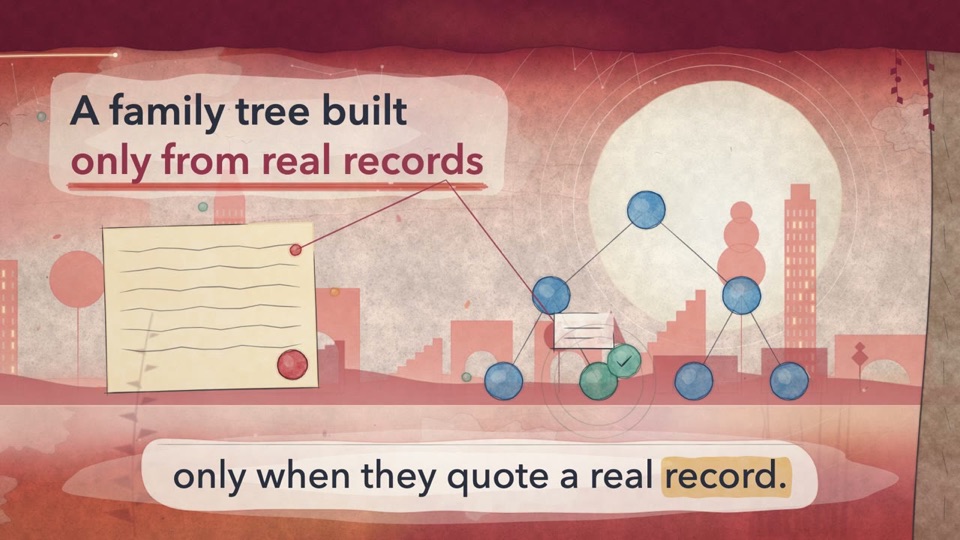 A family tree built
only from real records
only when they quote a real record.